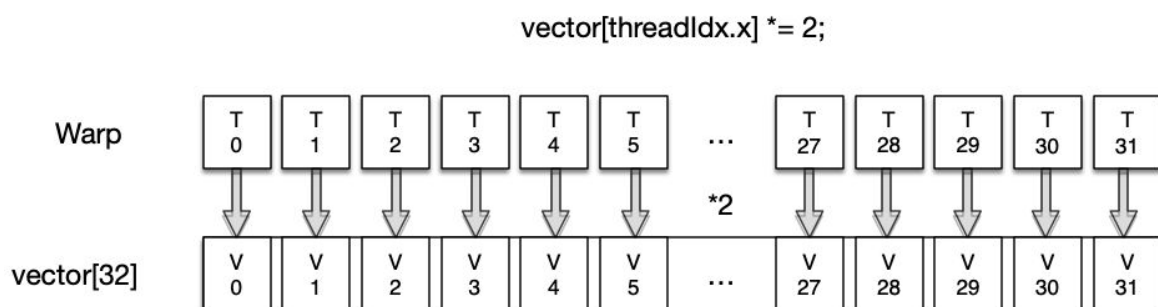 vector[threadIdx.x] *= 2;
Warp
T T T T T T ... T T T T T
0 1 2 3 4 5 27 28 29 30 31
*2
vector[32]
V V V V V V ... V V V V V
0 1 2 3 4 5 27 28 29 30 31